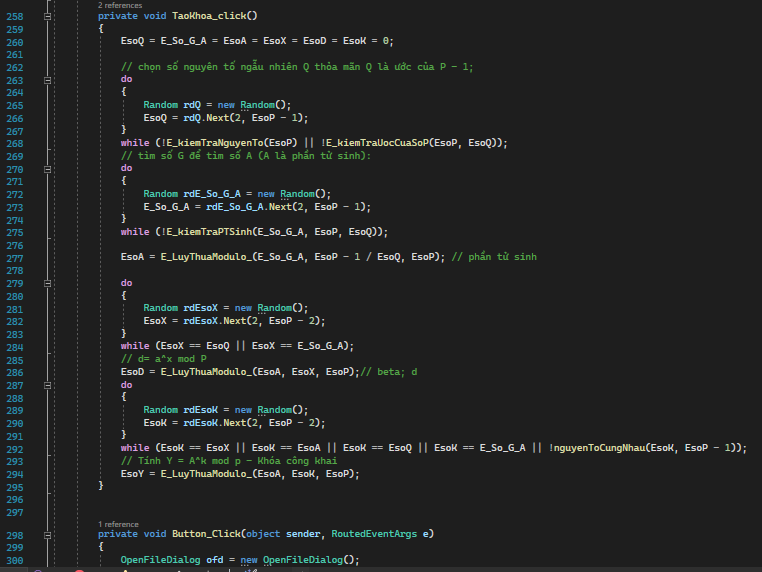 2 references
258 private void TaoKhoa_click()
259 {
260 EsoQ = E_So_G_A = EsoA = EsoX = EsoD = EsoK = 0;
261
262 // chọn số nguyên tố ngẫu nhiên Q thỏa mãn Q là ước của P - 1;
263 do
264 {
265 Random rdQ = new Random();
266 EsoQ = rdQ.Next(2, EsoP - 1);
267 }
268 while (!E_kiemTraNguyenTo(EsoP) || !E_kiemTraUocCuaSoP(EsoP, EsoQ));
269 // tìm số G để tìm số A (A là phần tử sinh):
270 do
271 {
272 Random rdE_So_G_A = new Random();
273 E_So_G_A = rdE_So_G_A.Next(2, EsoP - 1);
274 }
275 while (!E_kiemTraPTSinh(E_So_G_A, EsoP, EsoQ));
276
277 EsoA = E_LuyThuaModulo_(E_So_G_A, EsoP - 1 / EsoQ, EsoP); // phần tử sinh
278
279 do
280 {
281 Random rdEsoX = new Random();
282 EsoX = rdEsoX.Next(2, EsoP - 2);
283 }
284 while (EsoX == EsoQ || EsoX == E_So_G_A);
285 // d= a^x mod P
286 EsoD = E_LuyThuaModulo_(EsoA, EsoX, EsoP);// beta; d
287 do
288 {
289 Random rdEsoK = new Random();
290 EsoK = rdEsoK.Next(2, EsoP - 2);
291 }
292 while (EsoK == EsoX || EsoK == EsoA || EsoK == EsoQ || EsoK == E_So_G_A || !nguyenToCungNhau(EsoK, EsoP - 1));
293 // Tính Y = A^k mod p - Khóa công khai
294 EsoY = E_LuyThuaModulo_(EsoA, EsoK, EsoP);
295 }
296
297
1 reference
298 private void Button_Click(object sender, RoutedEventArgs e)
299 {
300 OpenFileDialog ofd = new OpenFileDialog();